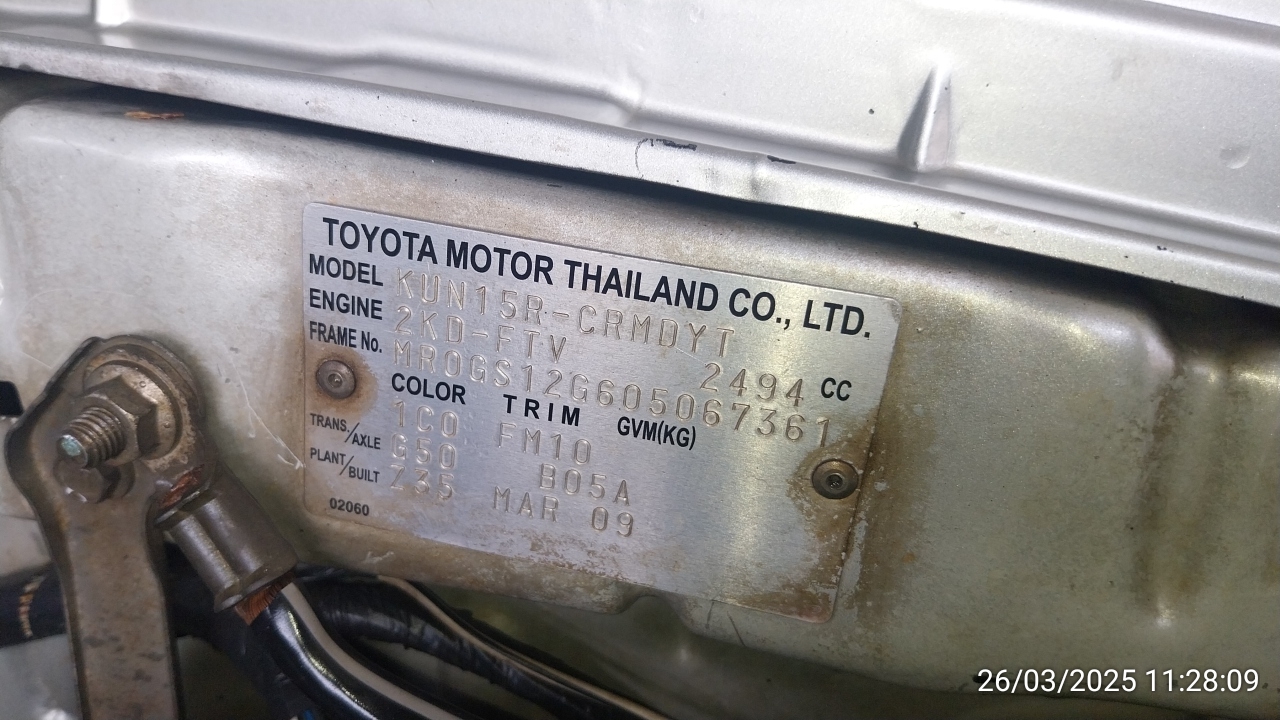 TOYOTA MOTOR THAILAND CO., LTD.
MODEL KUN15R-CRMDYT
ENGINE 2KD-FTV 2494 CC
FRAME No. MR0GS12G605067361
COLOR TRIM GVM(KG)
1C0 FM10
TRANS./AXLE G50 B05A
PLANT/BUILT Z35 MAR 09
02060
26/03/2025 11:28:09